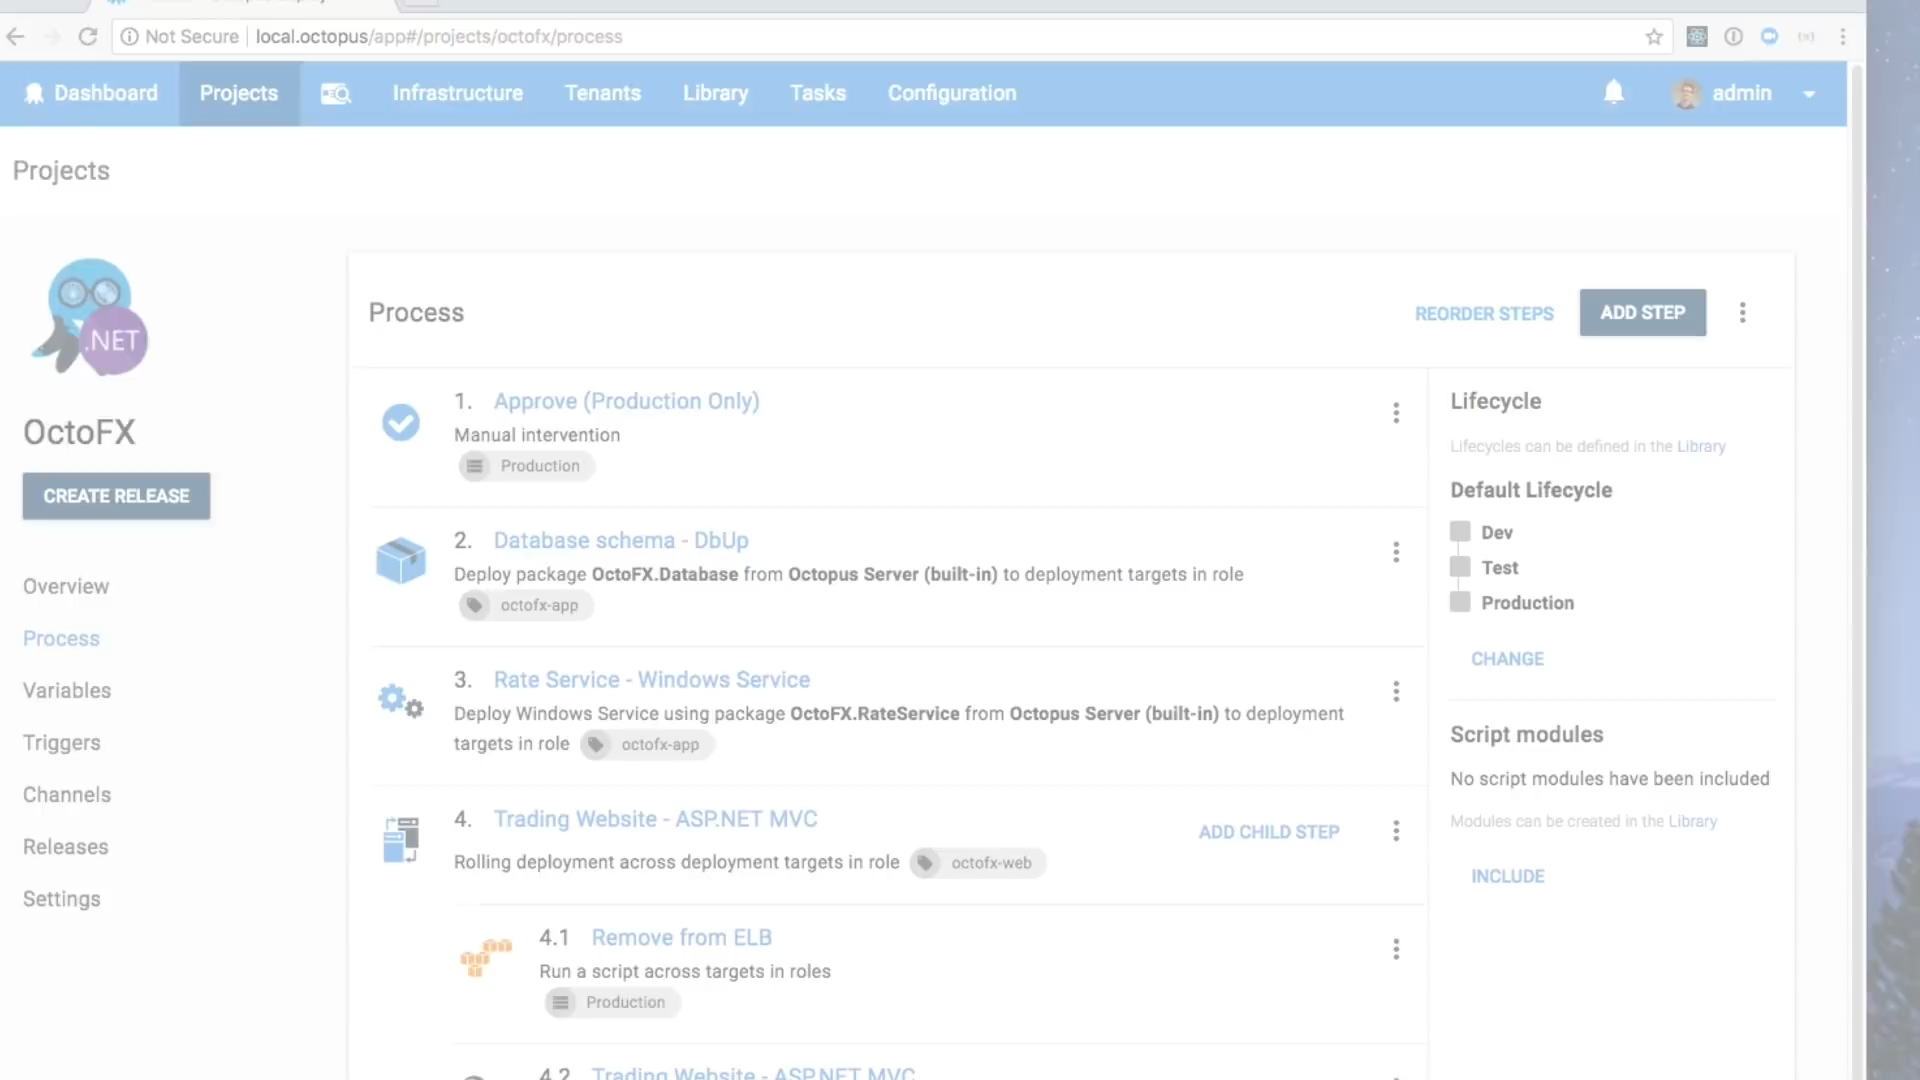 Not Secure local.octopus/app#/projects/octofx/process
Dashboard Projects Infrastructure Tenants Library Tasks Configuration admin
Projects
.NET
OctoFX
CREATE RELEASE
Overview
Process
Variables
Triggers
Channels
Releases
Settings
Process REORDER STEPS ADD STEP
1. Approve (Production Only)
Manual intervention
Production
2. Database schema - DbUp
Deploy package OctoFX.Database from Octopus Server (built-in) to deployment targets in role
octofx-app
3. Rate Service - Windows Service
Deploy Windows Service using package OctoFX.RateService from Octopus Server (built-in) to deployment
targets in role octofx-app
4. Trading Website - ASP.NET MVC
ADD CHILD STEP
Rolling deployment across deployment targets in role octofx-web
4.1 Remove from ELB
Run a script across targets in roles
Production
4.2 Trading Website - ASP.NET MVC
Lifecycle
Lifecycles can be defined in the Library
Default Lifecycle
Dev
Test
Production
CHANGE
Script modules
No script modules have been included
Modules can be created in the Library
INCLUDE